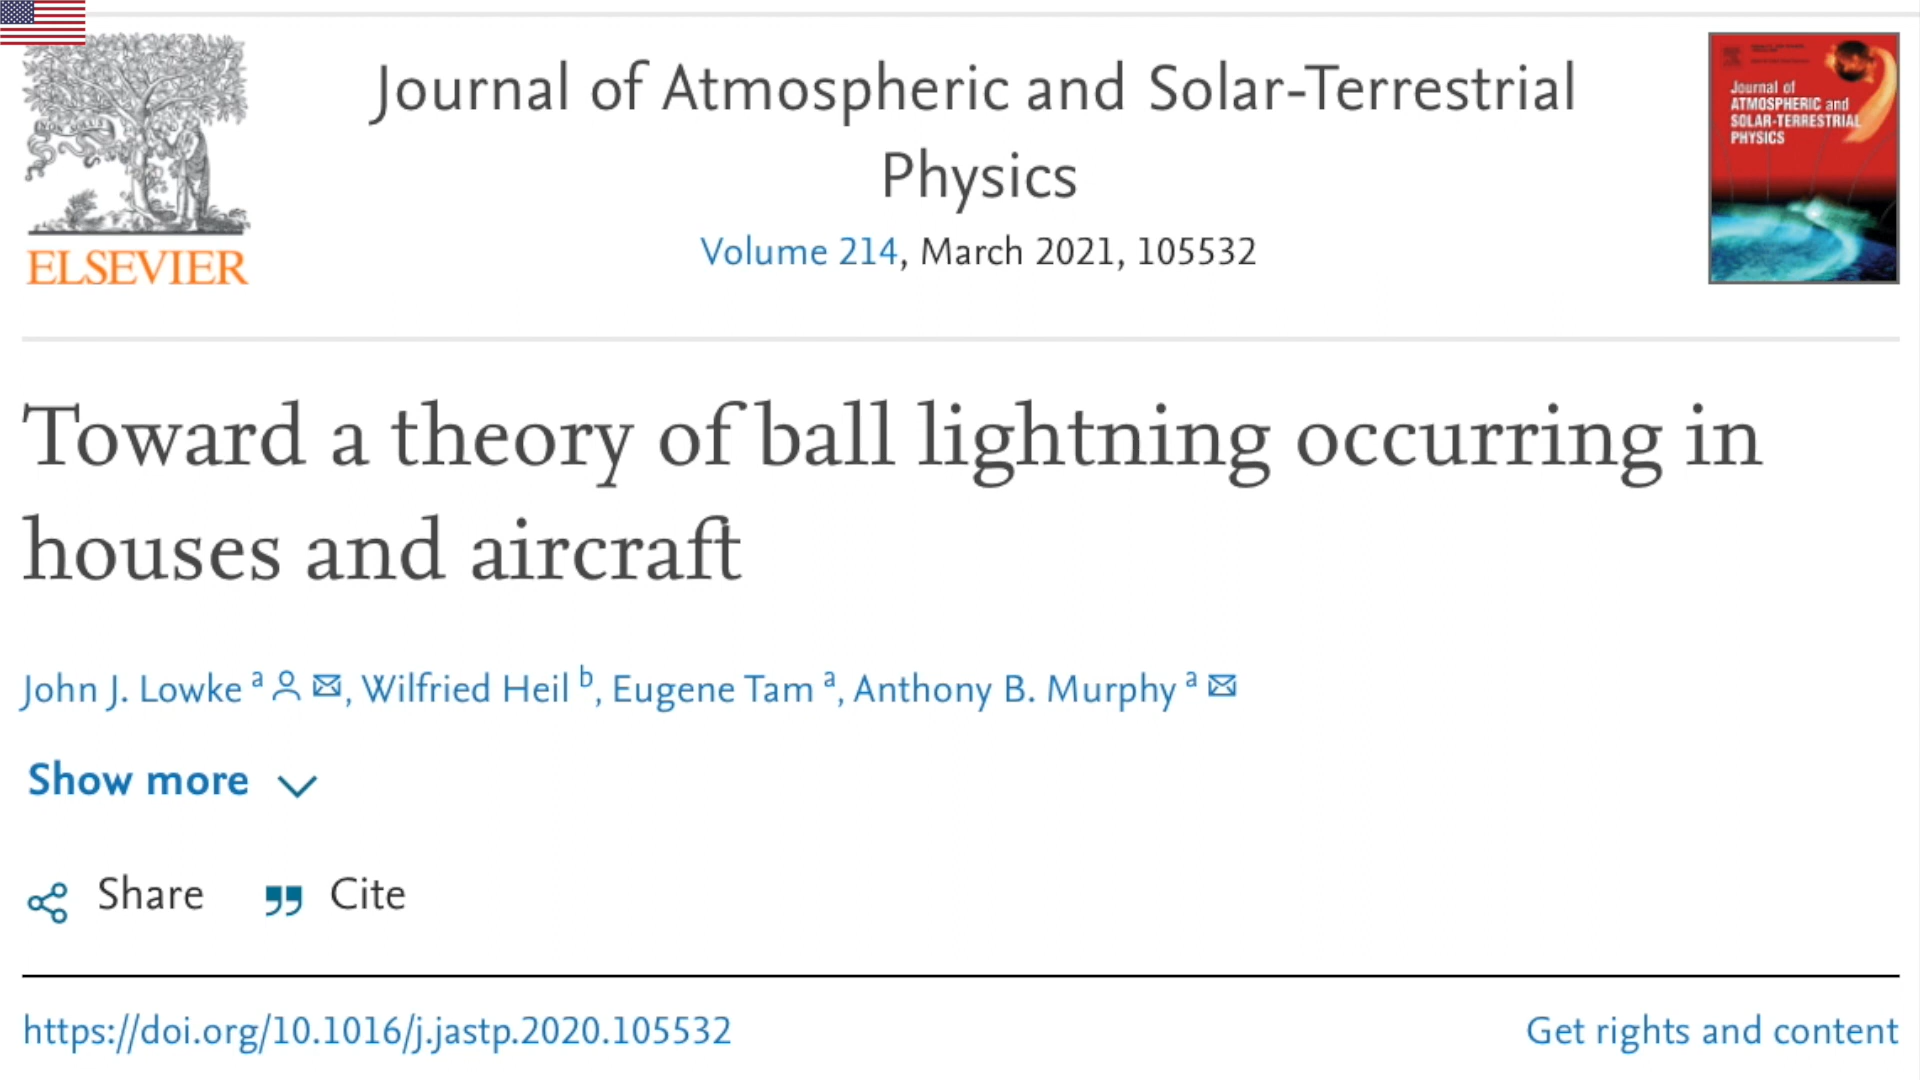 Journal of Atmospheric and Solar-Terrestrial
Physics
Volume 214, March 2021, 105532
ELSEVIER
Journal of
ATMOSPHERIC and
SOLAR-TERRESTRIAL
PHYSICS
Toward a theory of ball lightning occurring in
houses and aircraft
John J. Lowke a, Wilfried Heil b, Eugene Tam a, Anthony B. Murphy a
Show more
Share Cite
https://doi.org/10.1016/j.jastp.2020.105532 Get rights and content